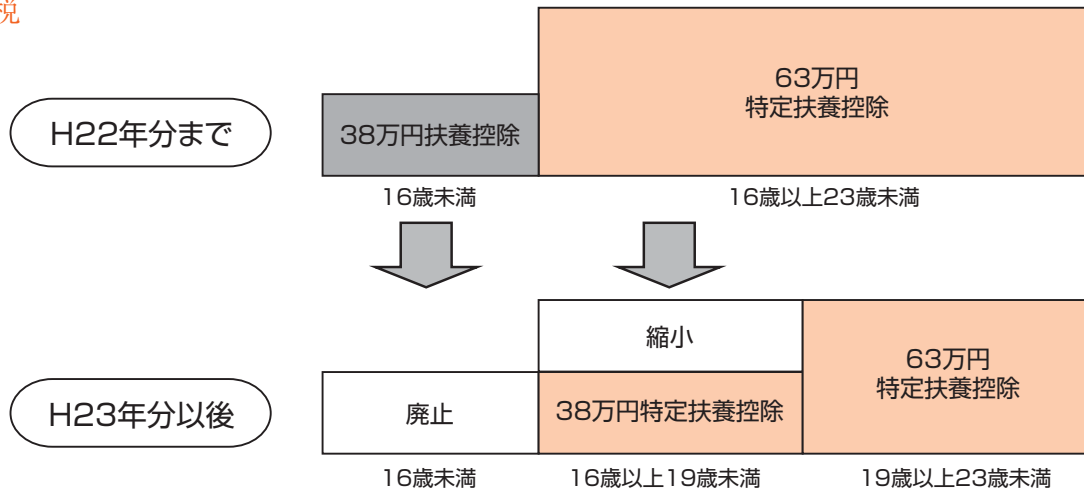 税
63万円
特定扶養控除
H22年分まで
38万円扶養控除
16歳未満
16歳以上23歳未満
縮小
63万円
特定扶養控除
H23年分以後
廃止
38万円特定扶養控除
16歳未満
16歳以上19歳未満
19歳以上23歳未満